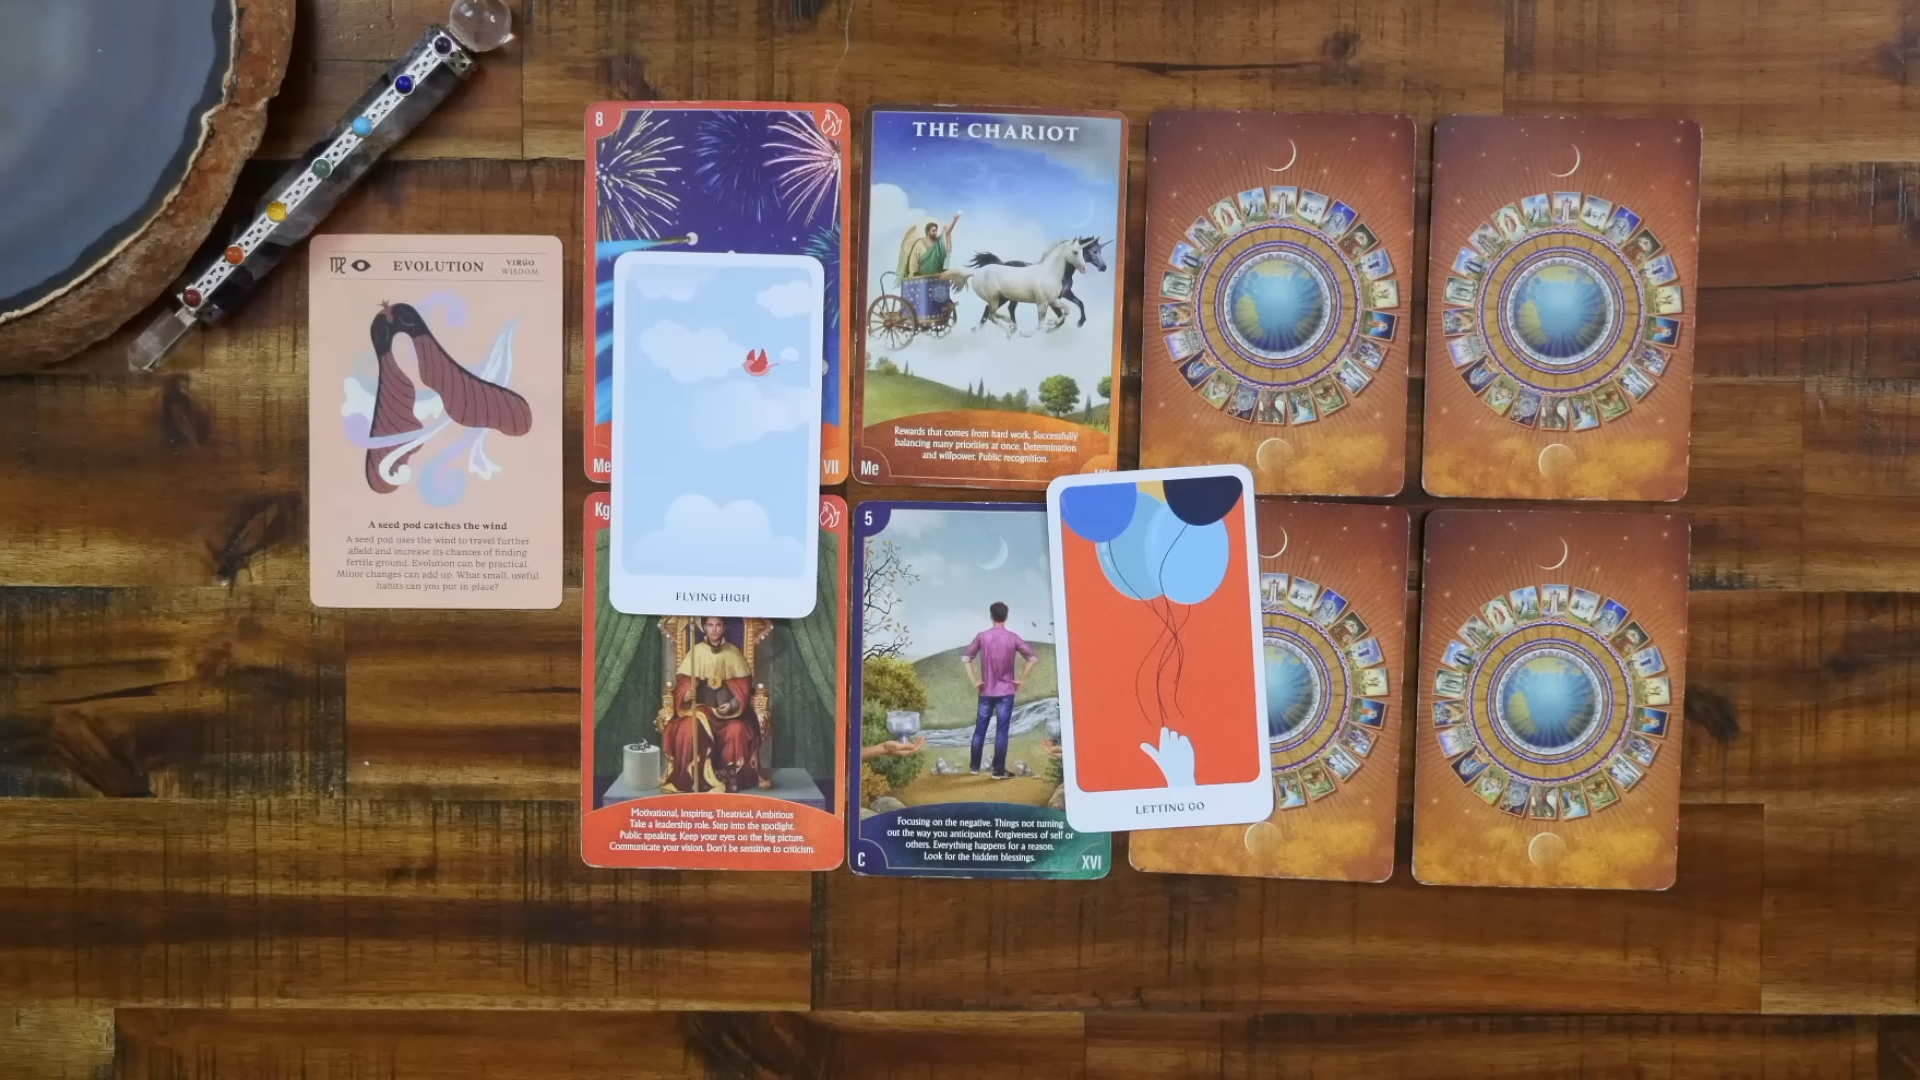 EVOLUTION
VIRGO
WISDOM
A seed pod catches the wind
A seed pod uses the wind to travel further
afield and increase its chances of finding
fertile ground. Evolution can be practical.
Minor changes can add up. What small, useful
habits can you put in place?
8
Me
VII
FLYING HIGH
THE CHARIOT
Rewards that comes from hard work. Successfully
balancing many priorities at once. Determination
and willpower. Public recognition.
Me
Kg
Motivational, Inspiring, Theatrical, Ambitious
Take a leadership role. Step into the spotlight.
Public speaking. Keep your eyes on the big picture.
Communicate your vision. Don't be sensitive to criticism.
5
Focusing on the negative. Things not turning
out the way you anticipated. Forgiveness of self or
others. Everything happens for a reason.
Look for the hidden blessings.
C
XVI
LETTING GO